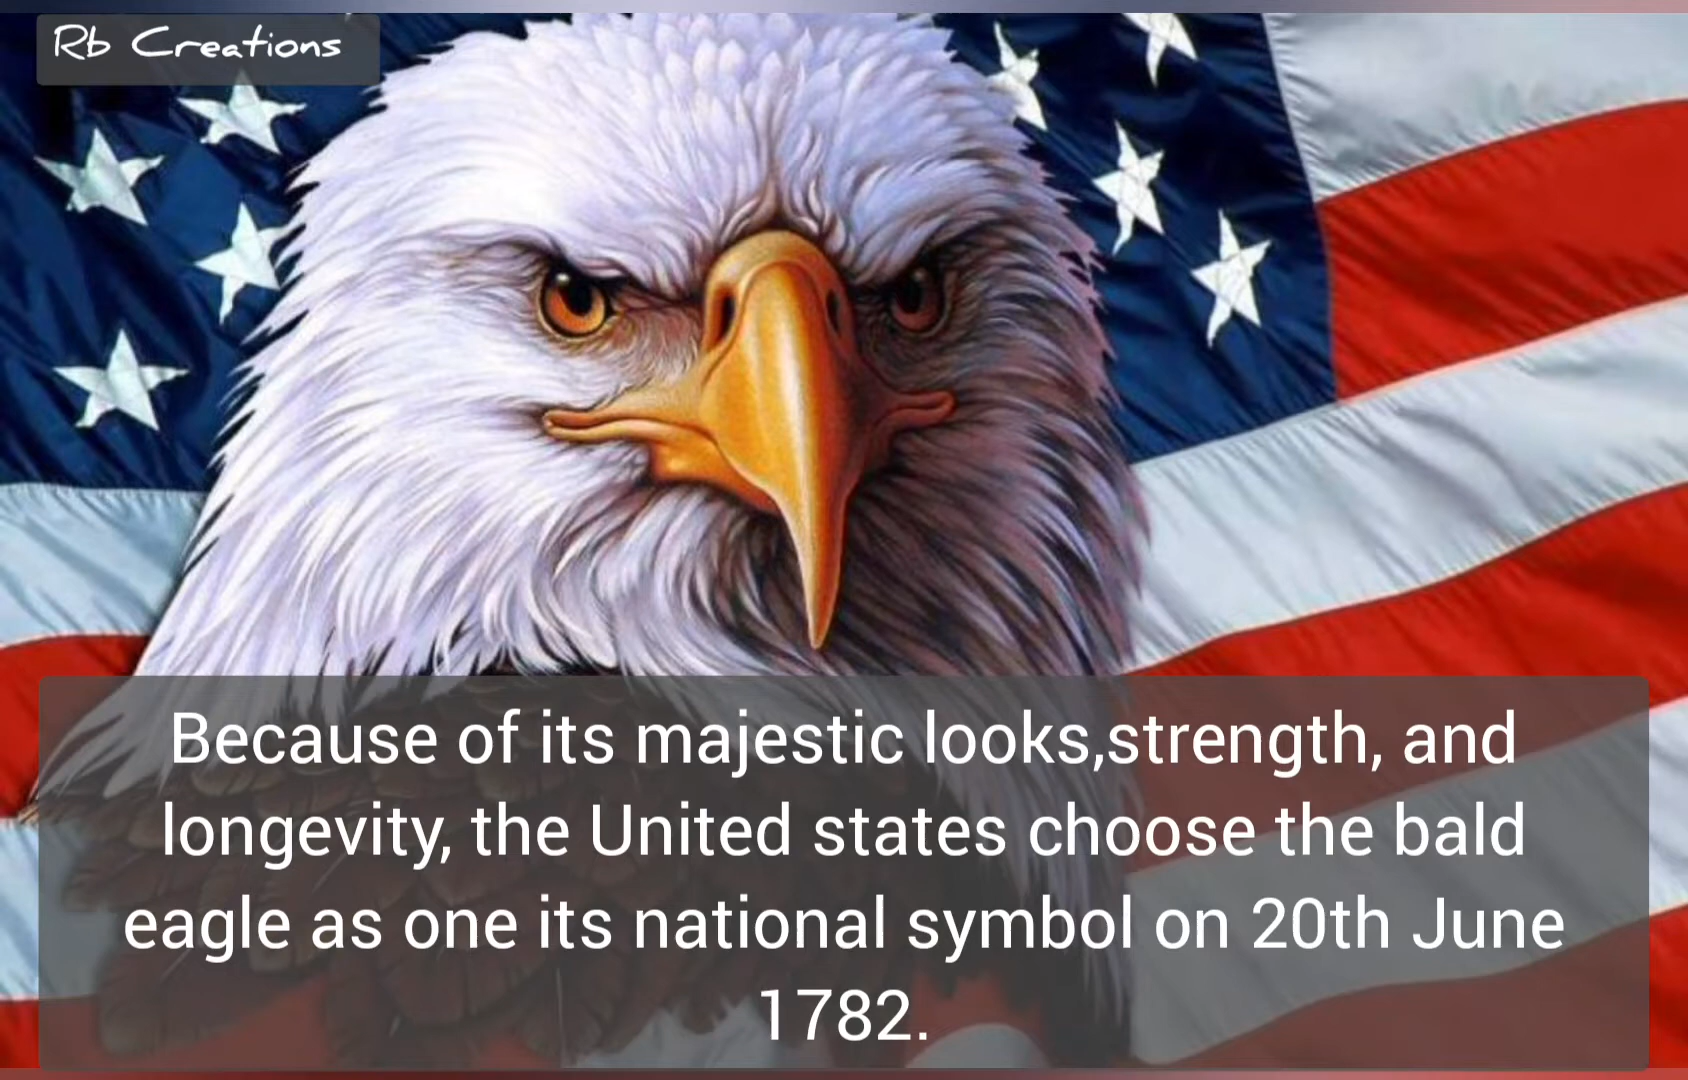 Rb Creations
Because of its majestic looks,strength, and
longevity, the United states choose the bald
eagle as one its national symbol on 20th June
1782.